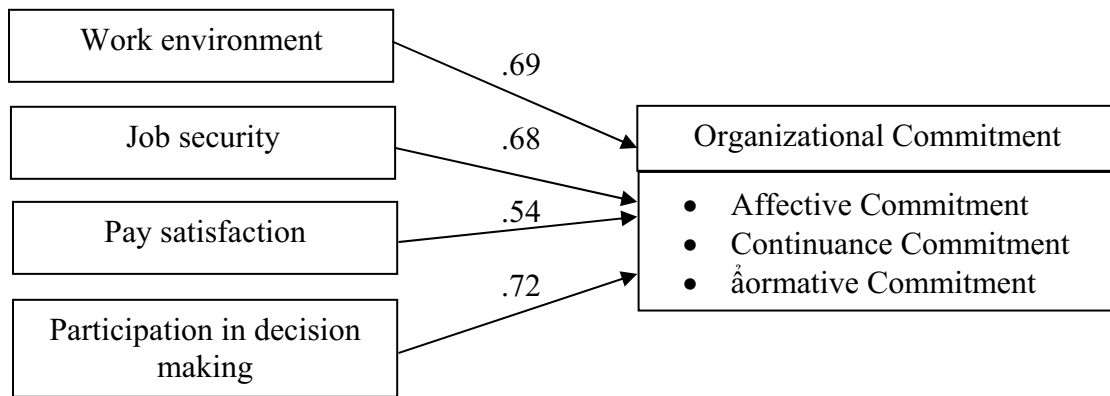 Work environment
.69
Job security
.68
Organizational Commitment
Pay satisfaction
.54
• Affective Commitment
• Continuance Commitment
• ẩormative Commitment
.72
Participation in decision
making